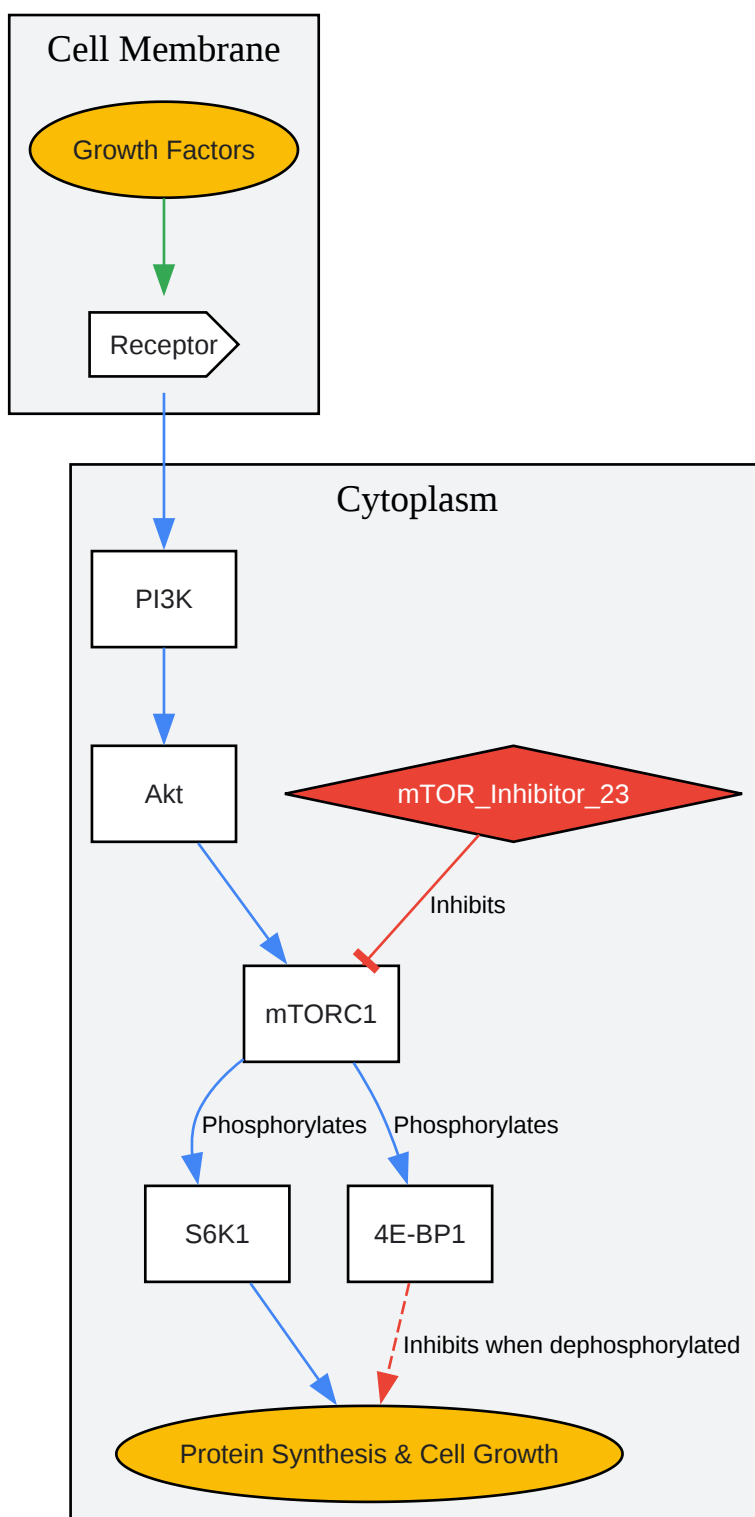 Cell Membrane
Growth Factors
Receptor
Cytoplasm
PI3K
Akt
mTOR_Inhibitor_23
Inhibits
mTORC1
Phosphorylates
Phosphorylates
S6K1
4E-BP1
Inhibits when dephosphorylated
Protein Synthesis & Cell Growth